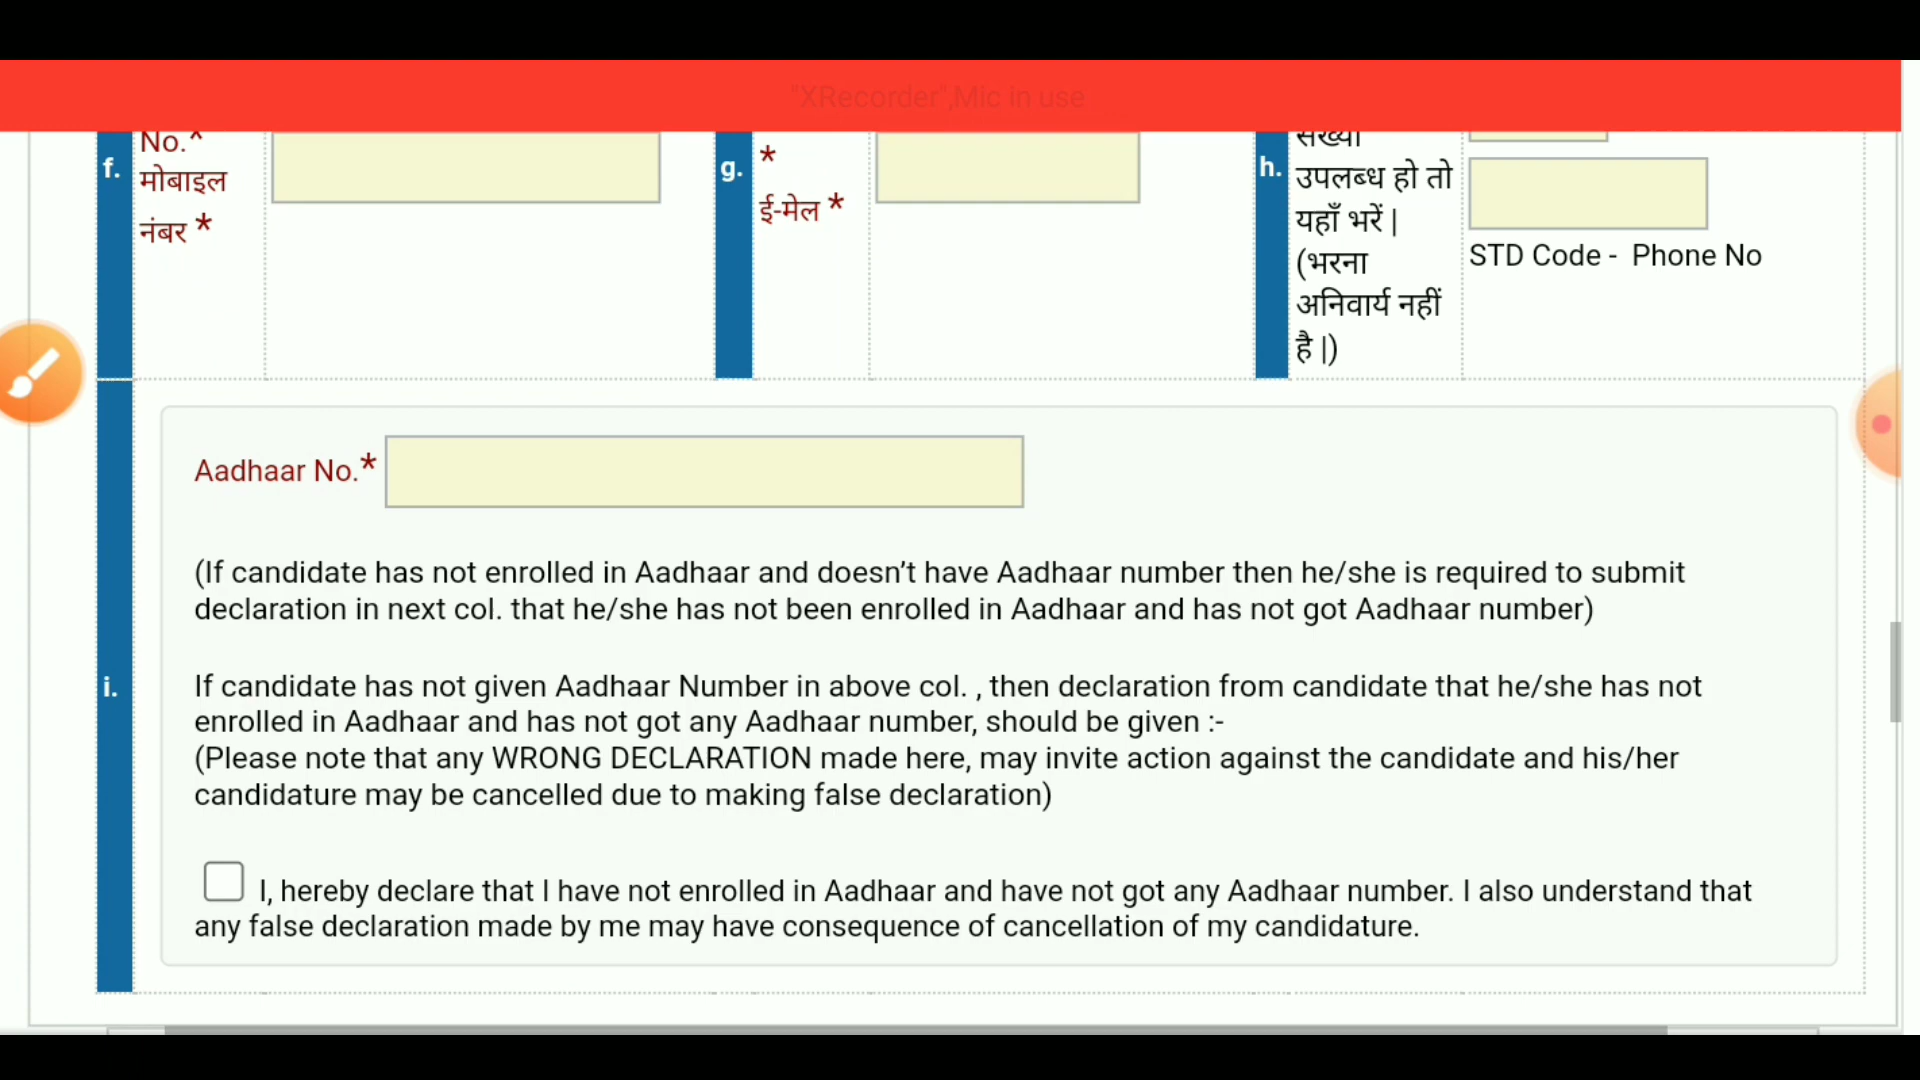 "XRecorder",Mic in use
No.*
मोबाइल
नंबर *
f.
g.
*
ई-मेल *
h.
संख्या
उपलब्ध हो तो
यहाँ भरें |
(भरना
अनिवार्य नहीं
है |)
STD Code - Phone No
i.
Aadhaar No.*
(If candidate has not enrolled in Aadhaar and doesn’t have Aadhaar number then he/she is required to submit
declaration in next col. that he/she has not been enrolled in Aadhaar and has not got Aadhaar number)
If candidate has not given Aadhaar Number in above col. , then declaration from candidate that he/she has not
enrolled in Aadhaar and has not got any Aadhaar number, should be given :-
(Please note that any WRONG DECLARATION made here, may invite action against the candidate and his/her
candidature may be cancelled due to making false declaration)
I, hereby declare that I have not enrolled in Aadhaar and have not got any Aadhaar number. I also understand that
any false declaration made by me may have consequence of cancellation of my candidature.